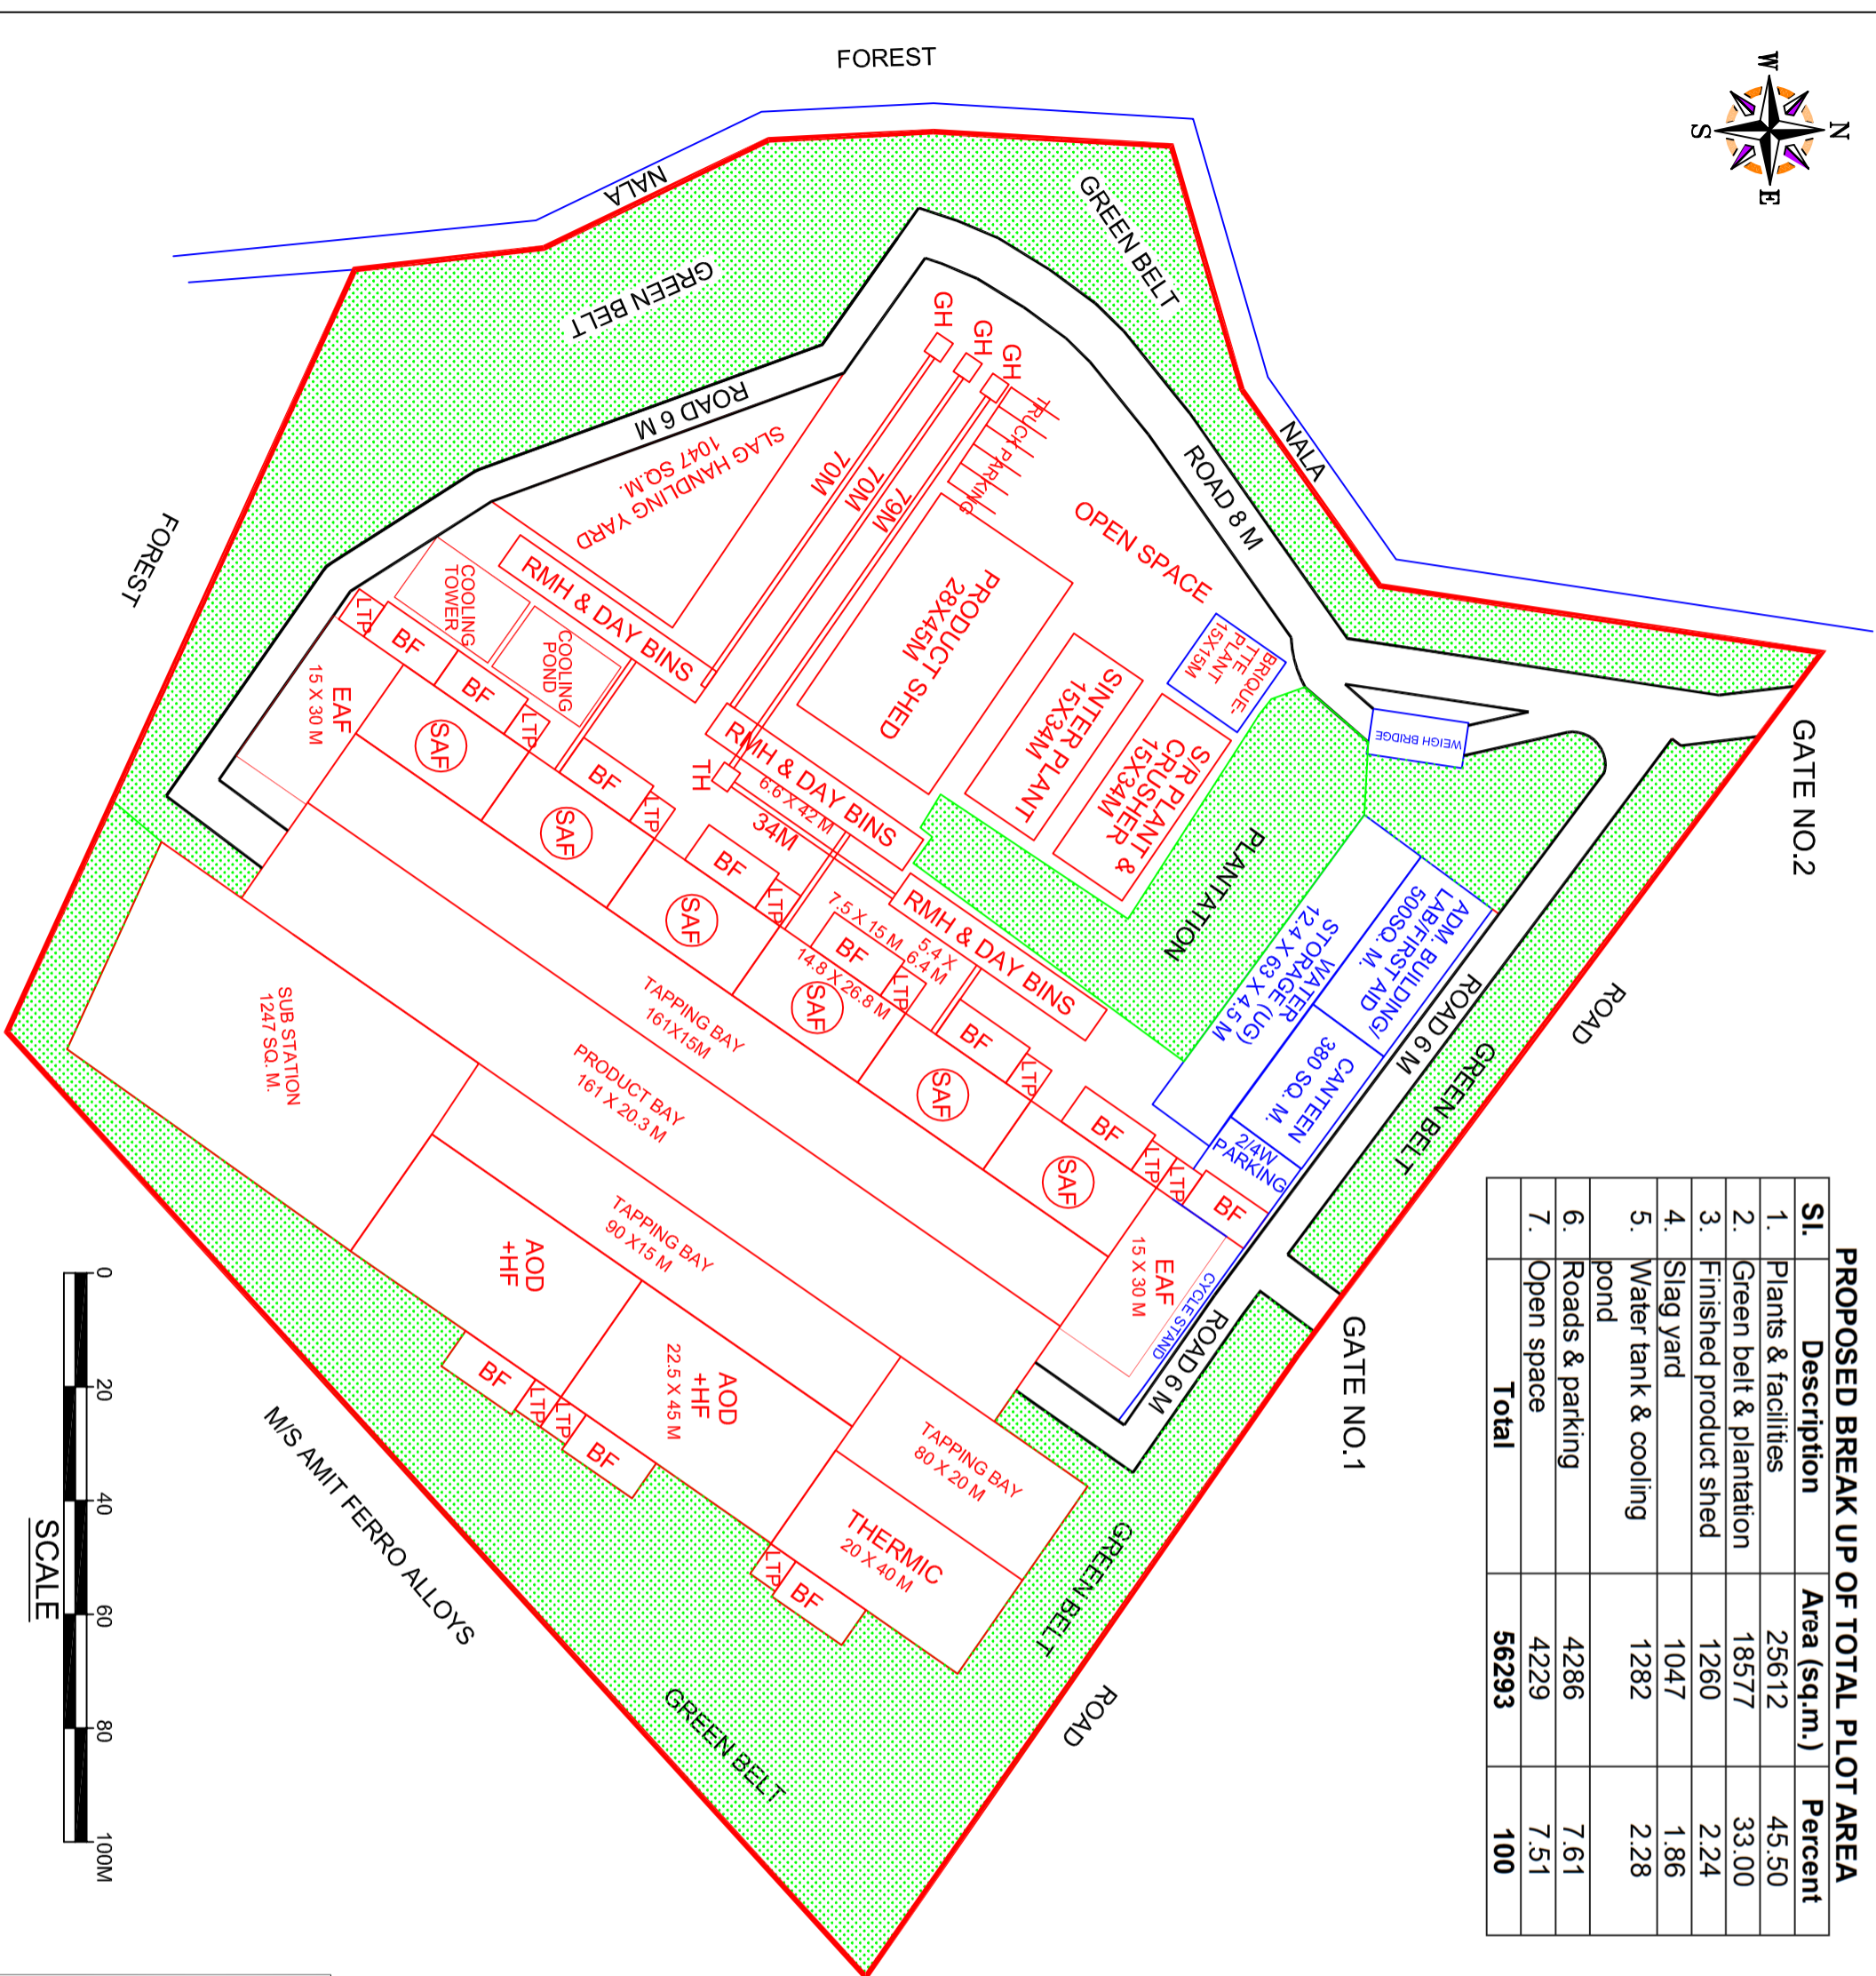 PROPOSED BREAK UP OF TOTAL PLOT AREA
Sl. Description Area (sq.m.) Percent
1. Plants & facilities 25612 45.50
2. Green belt & plantation 18577 33.00
3. Finished product shed 1260 2.24
4. Slag yard 1047 1.86
5. Water tank & cooling pond 1282 2.28
6. Roads & parking 4286 7.61
7. Open space 4229 7.51
Total 56293 100
N
E
S
W
FOREST
NALA
GREEN BELT
GREEN BELT
NALA
ROAD 8 M
ROAD 6 M
FOREST
GH
GH
GH
TRUCK PARKING
70M
70M
79M
OPEN SPACE
SLAG HANDLING YARD
1047 SQ.M.
PRODUCT SHED
28X45M
BRIQUE-
TTE
PLANT
15X15M
SINTER PLANT
15X34M
S/R PLANT &
CRUSHER
15X34M
WEIGH BRIDGE
GATE NO.2
PLANTATION
ROAD
ADM. BUILDING/
LAB/FIRST AID
500SQ. M.
WATER
STORAGE (UG)
12.4 X 63 X 4.5 M
CANTEEN
380 SQ. M.
2/4W
PARKING
ROAD 6 M
GREEN BELT
GATE NO.1
ROAD 6 M
CYCLE STAND
RMH & DAY BINS
RMH & DAY BINS
6.6 X 42 M
RMH & DAY BINS
TH
34M
COOLING
TOWER
COOLING
POND
LTP
BF
BF
LTP
BF
LTP
BF
LTP
7.5 X 15 M
BF
5.4 X
6.4 M
LTP
14.8 X 26.8 M
BF
LTP
BF
LTP
LTP
BF
EAF
15 X 30 M
SAF
SAF
SAF
SAF
SAF
SAF
EAF
15 X 30 M
TAPPING BAY
161X15M
PRODUCT BAY
161 X 20.3 M
SUB STATION
1247 SQ. M.
TAPPING BAY
90 X15 M
AOD
+HF
AOD
+HF
22.5 X 45 M
TAPPING BAY
80 X 20 M
THERMIC
20 X 40 M
BF
LTP
LTP
BF
LTP
BF
GREEN BELT
ROAD
GREEN BELT
M/S AMIT FERRO ALLOYS
0 20 40 60 80 100M
SCALE